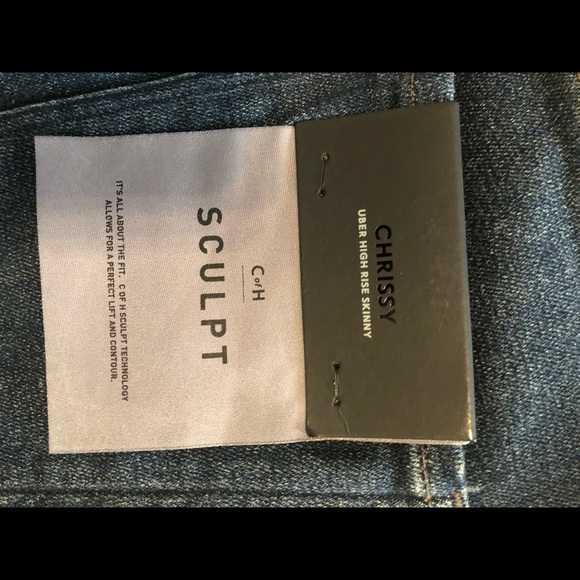 CHRISSY
UBER HIGH RISE SKINNY
C of H
SCULPT
IT'S ALL ABOUT THE FIT. C OF H SCULPT TECHNOLOGY
ALLOWS FOR A PERFECT LIFT AND CONTOUR.